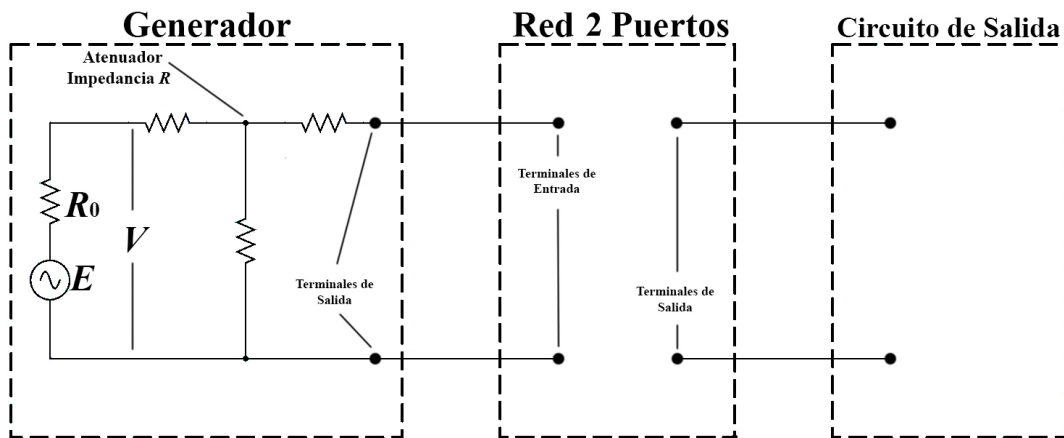 Generador
Red 2 Puertos
Circuito de Salida
Atenuador
Impedancia R
R0
V
E
Terminales de
Salida
Terminales de
Entrada
Terminales de
Salida